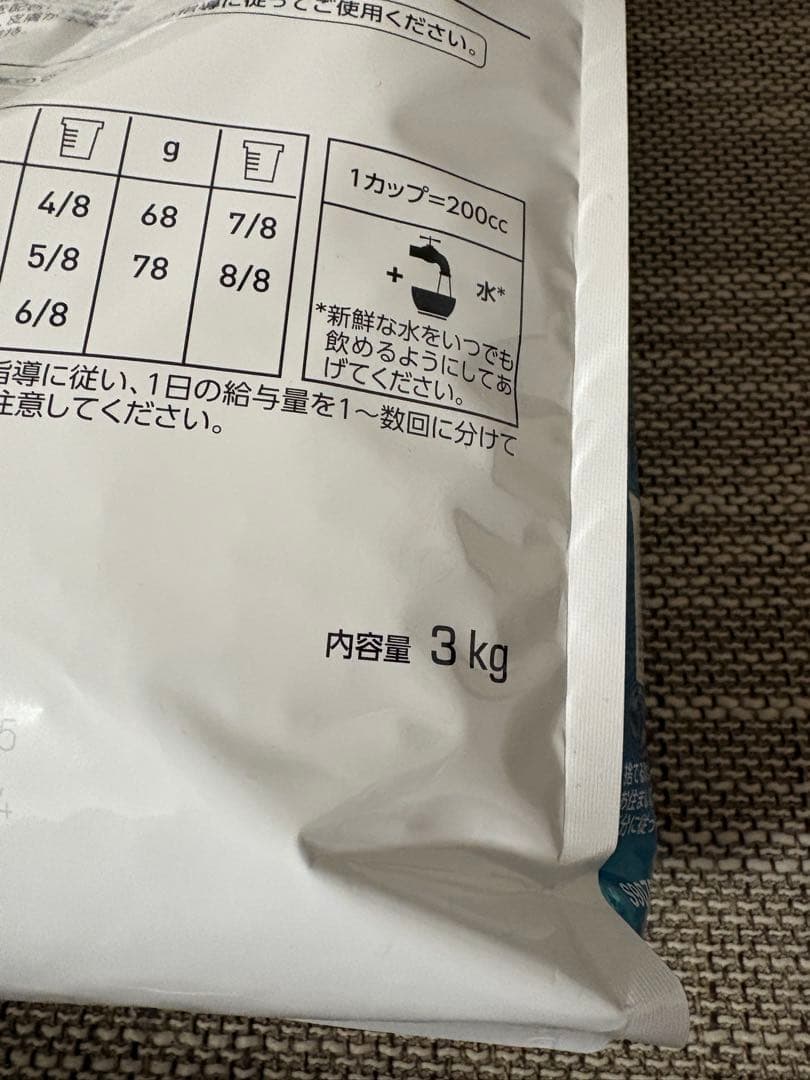 に従ってご使用ください。
g
4/8 68 7/8
5/8 78 8/8
6/8
1カップ=200cc
+ 水*
*新鮮な水をいつでも
飲めるようにしてあ
げてください。
指導に従い、1日の給与量を1～数回に分けて
注意してください。
内容量 3 kg
5
4